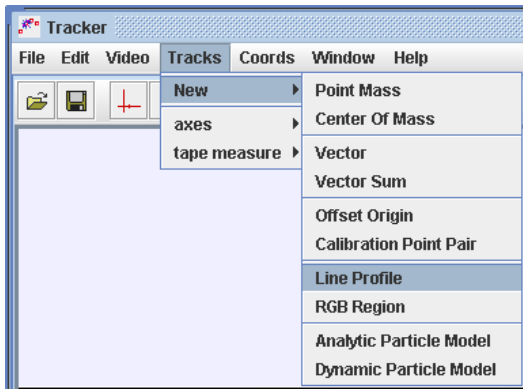 Tracker
File Edit Video Tracks Coords Window Help
New
axes
tape measure
Point Mass
Center Of Mass
Vector
Vector Sum
Offset Origin
Calibration Point Pair
Line Profile
RGB Region
Analytic Particle Model
Dynamic Particle Model